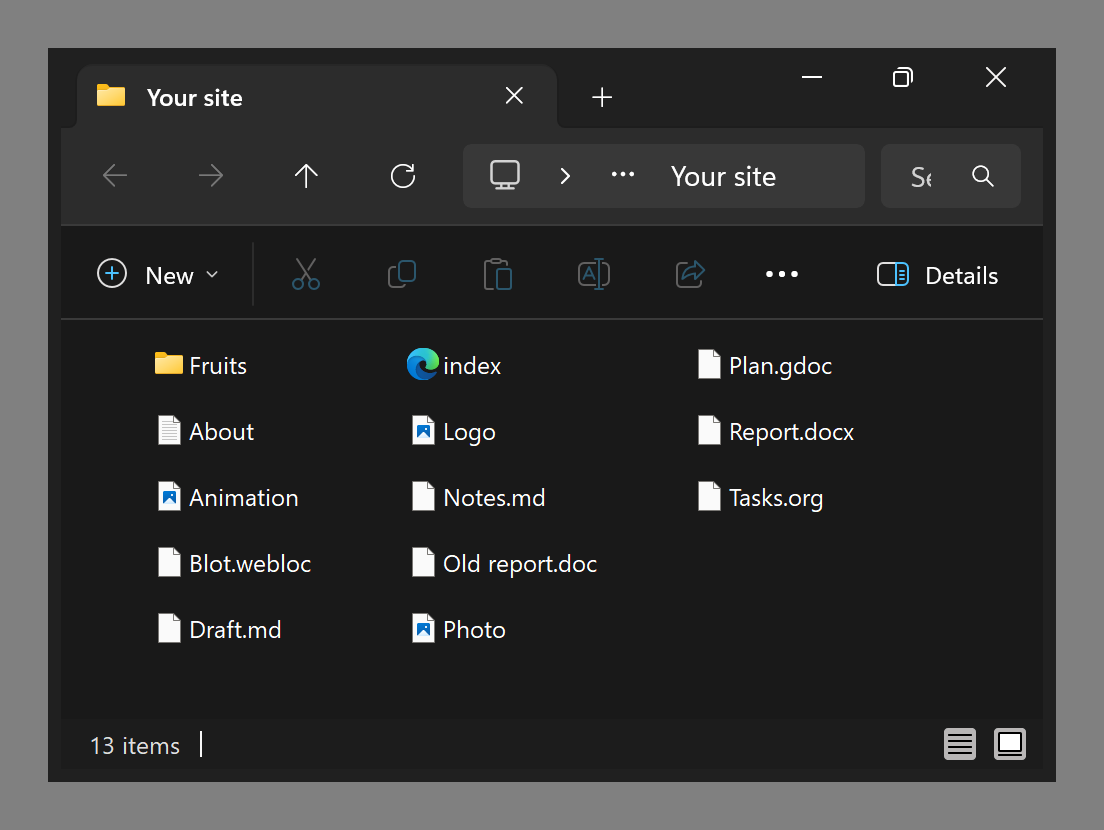 Your site
Your site
Se
New
Details
Fruits
About
Animation
Blot.webloc
Draft.md
index
Logo
Notes.md
Old report.doc
Photo
Plan.gdoc
Report.docx
Tasks.org
13 items